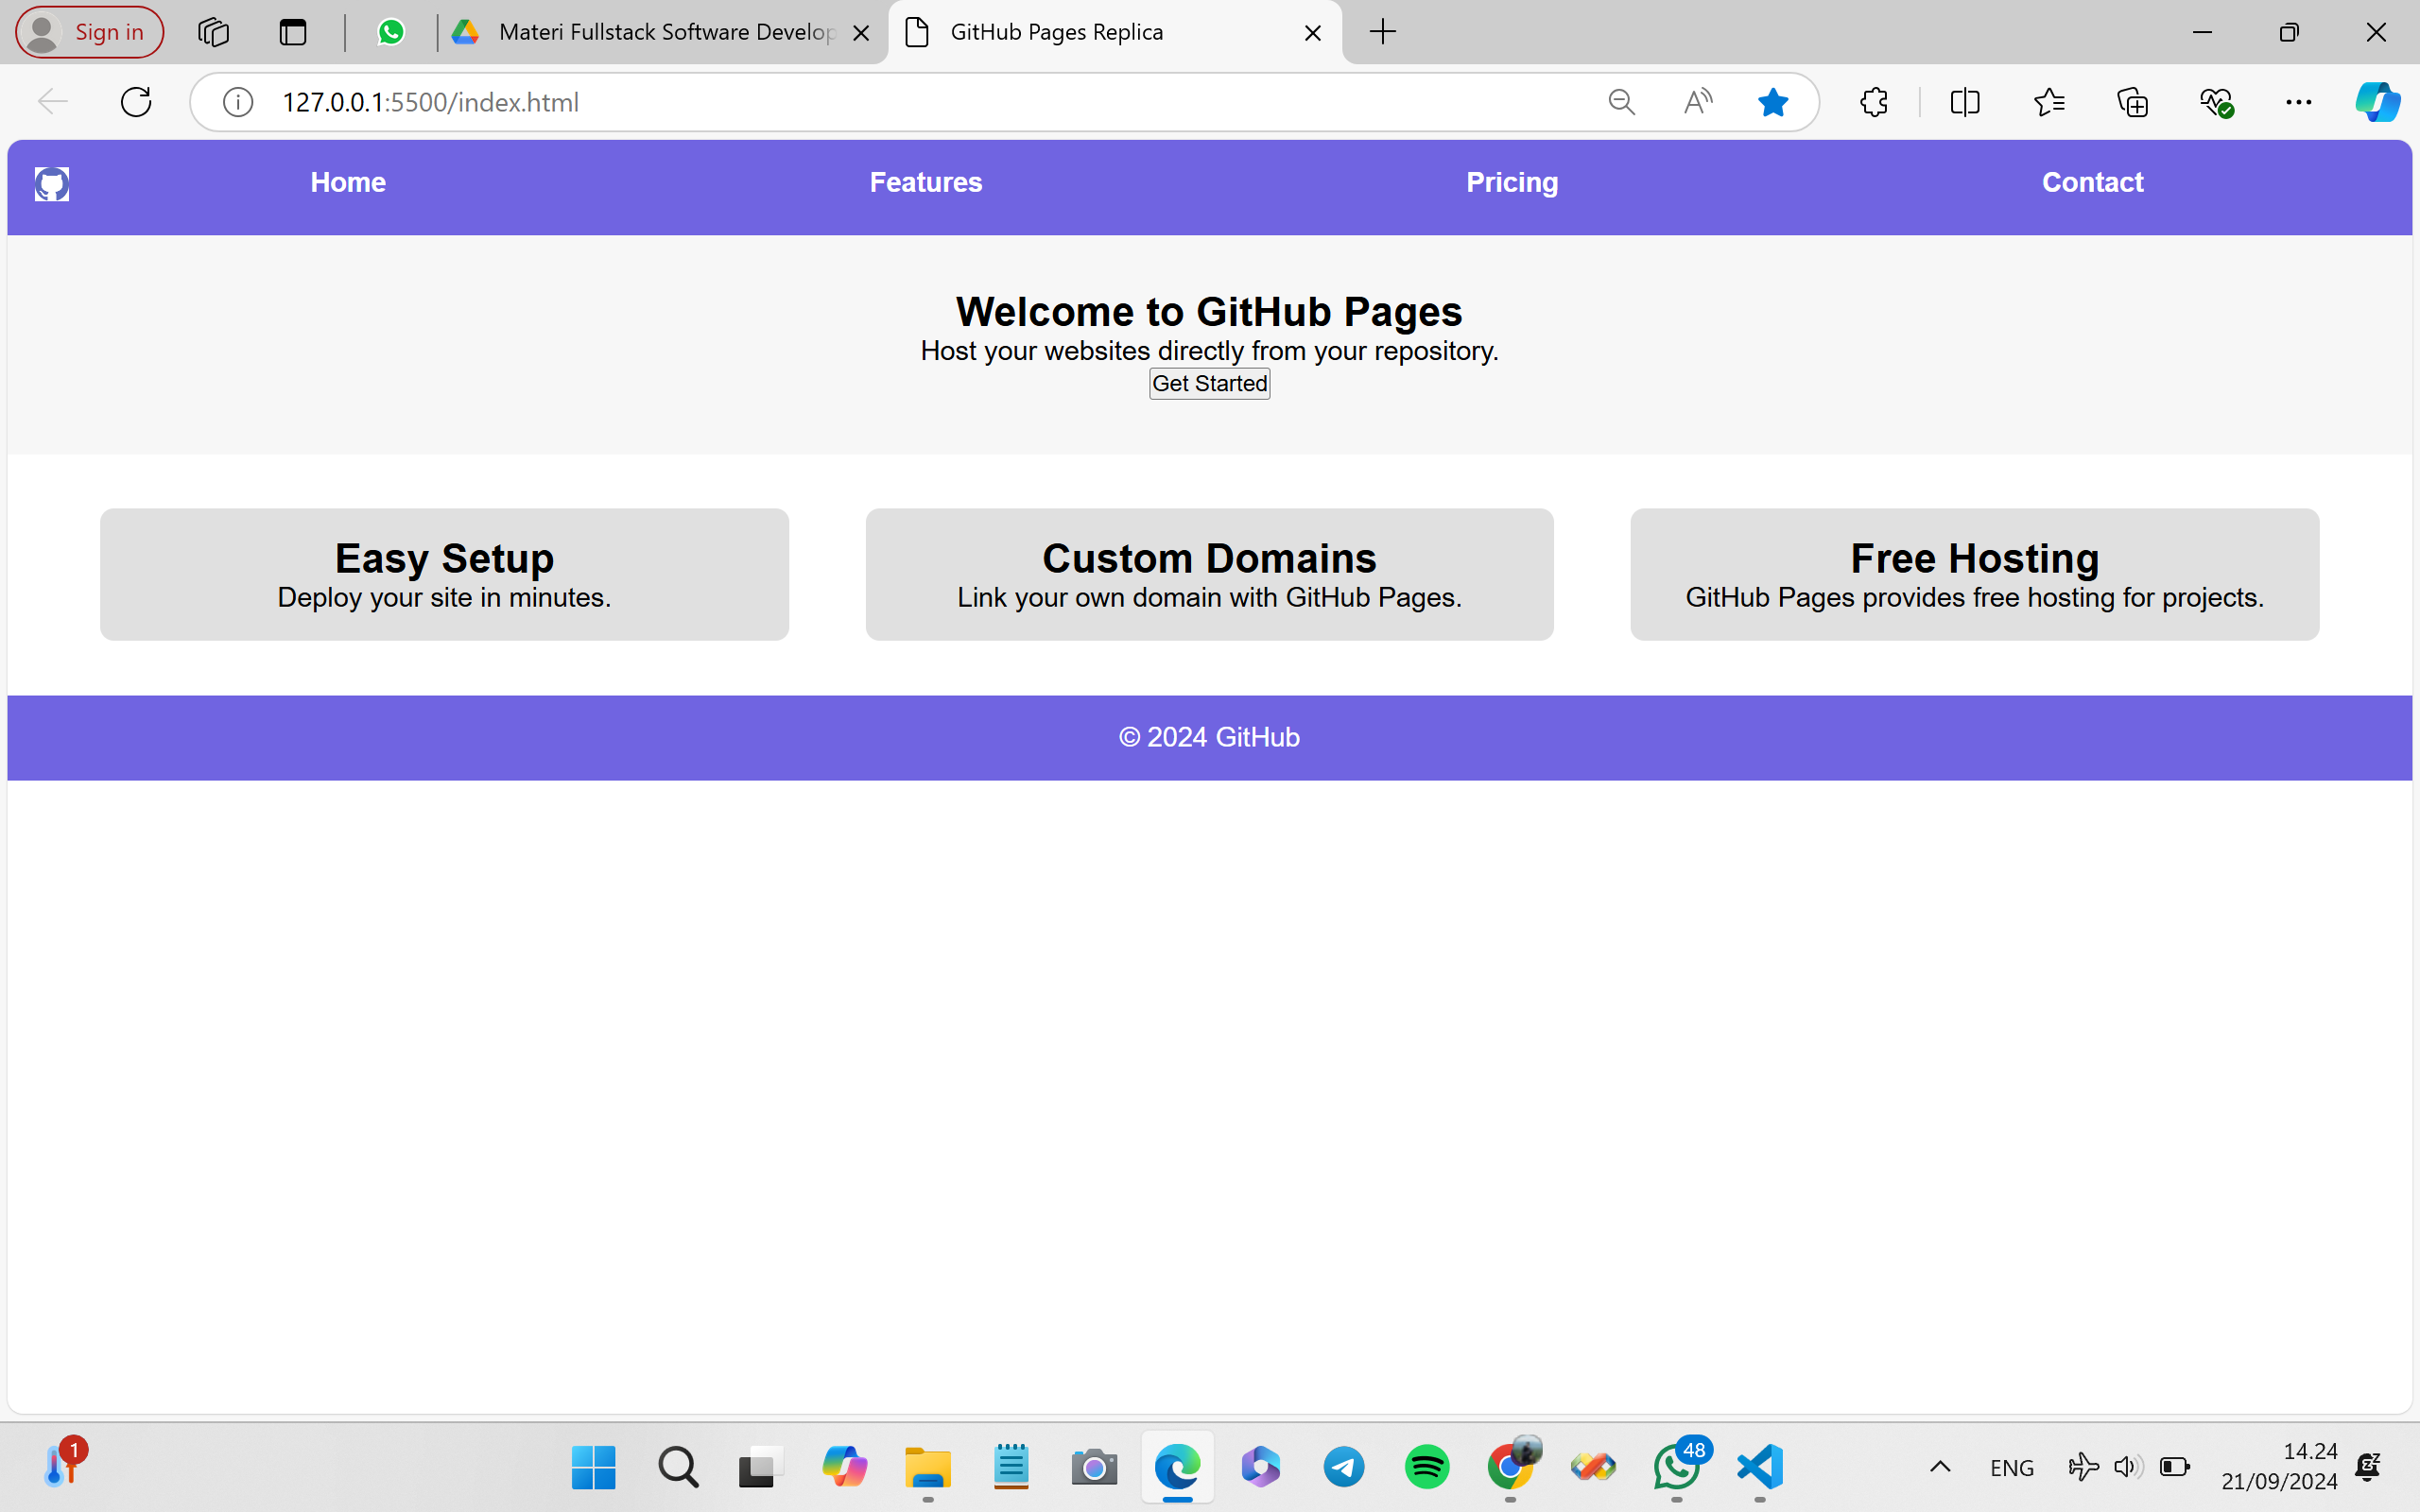 Sign in
Materi Fullstack Software Develop
GitHub Pages Replica
127.0.0.1:5500/index.html
Home Features Pricing Contact
Welcome to GitHub Pages
Host your websites directly from your repository.
Get Started
Easy Setup
Deploy your site in minutes.
Custom Domains
Link your own domain with GitHub Pages.
Free Hosting
GitHub Pages provides free hosting for projects.
© 2024 GitHub
1
48
ENG
14.24
21/09/2024